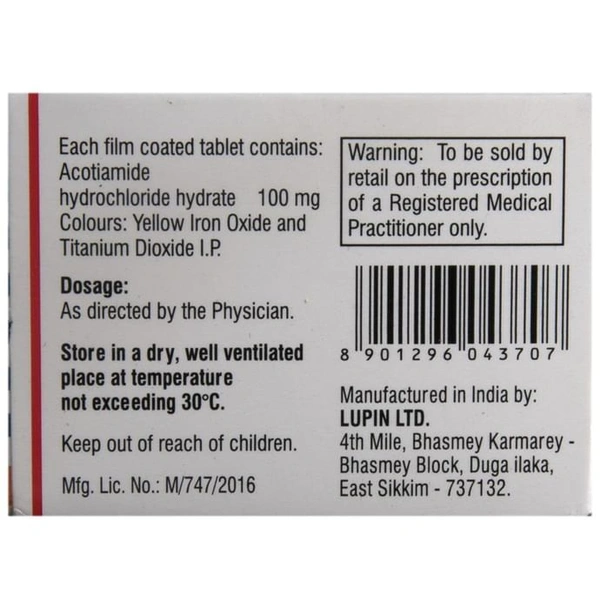 Each film coated tablet contains:
Acotiamide
hydrochloride hydrate 100 mg
Colours: Yellow Iron Oxide and
Titanium Dioxide I.P.
Dosage:
As directed by the Physician.
Store in a dry, well ventilated
place at temperature
not exceeding 30°C.
Keep out of reach of children.
Mfg. Lic. No.: M/747/2016
Warning: To be sold by
retail on the prescription
of a Registered Medical
Practitioner only.
8 901296 043707
Manufactured in India by:
LUPIN LTD.
4th Mile, Bhasmey Karmarey -
Bhasmey Block, Duga ilaka,
East Sikkim - 737132.